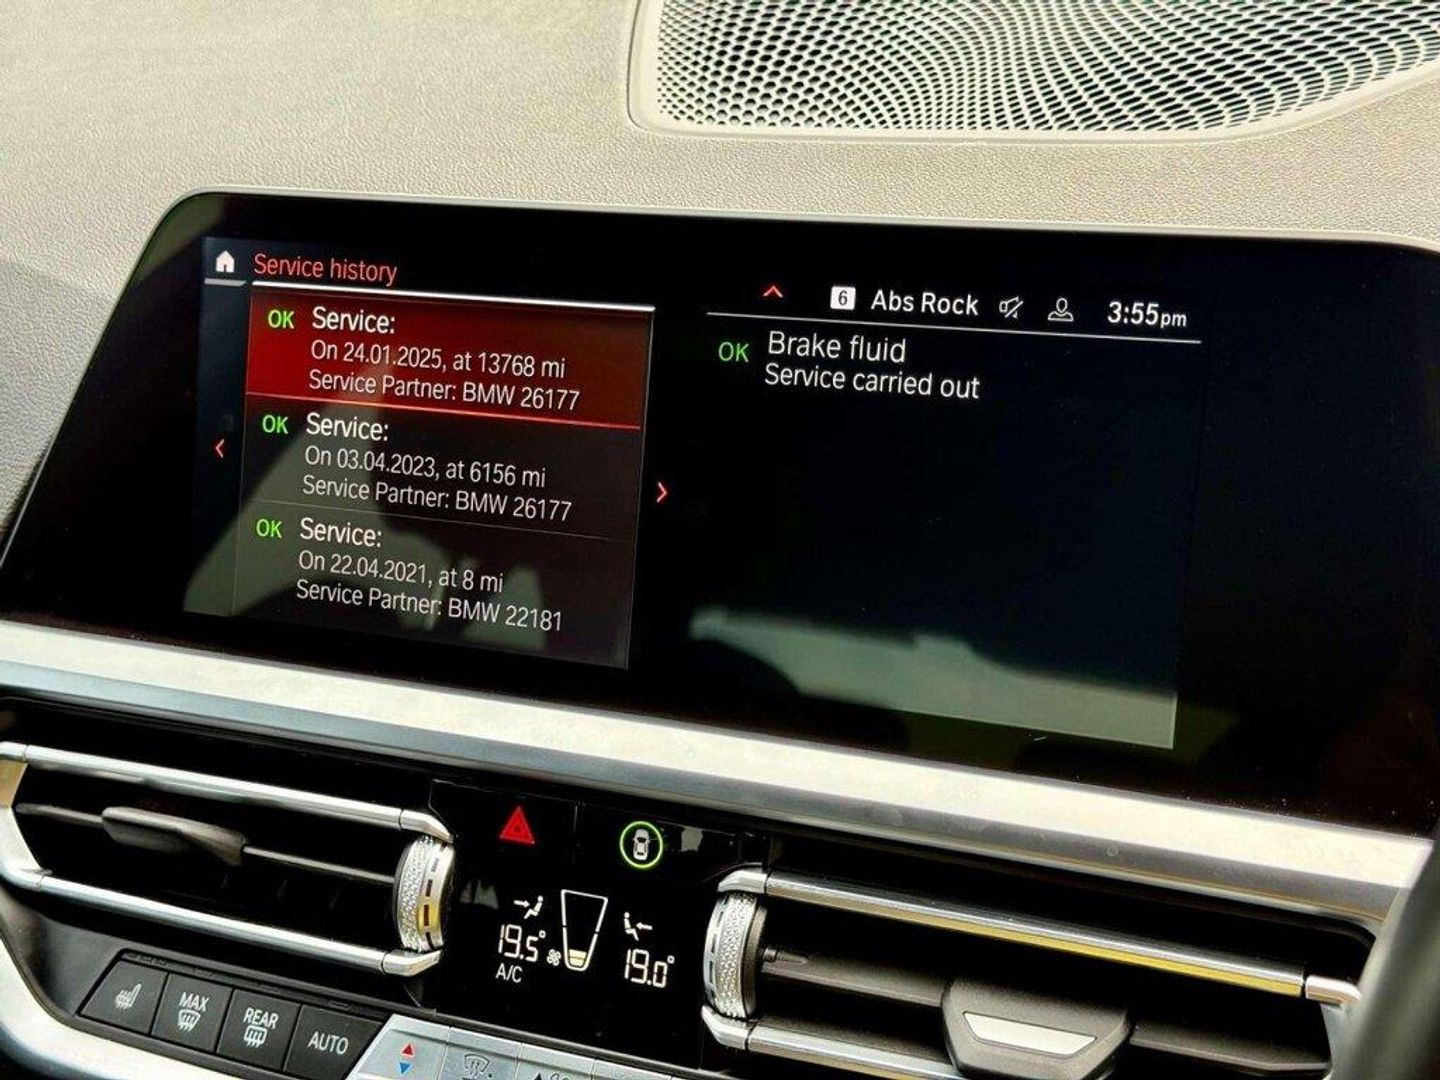 Service history
OK Service:
On 24.01.2025, at 13768 mi
Service Partner: BMW 26177
OK Service:
On 03.04.2023, at 6156 mi
Service Partner: BMW 26177
OK Service:
On 22.04.2021, at 8 mi
Service Partner: BMW 22181
6 Abs Rock 3:55pm
OK Brake fluid
Service carried out
19.5°
A/C
19.0°
MAX
REAR
AUTO